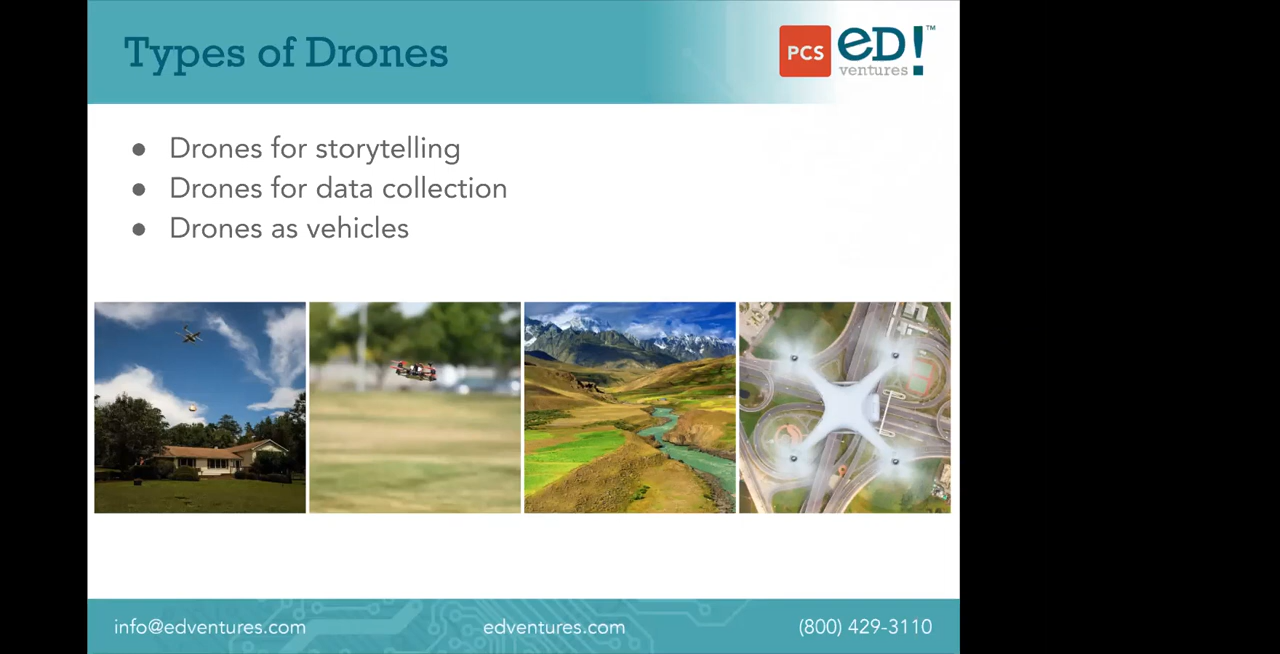 Types of Drones
PCS eD! ™
ventures
● Drones for storytelling
● Drones for data collection
● Drones as vehicles
info@edventures.com edventures.com (800) 429-3110